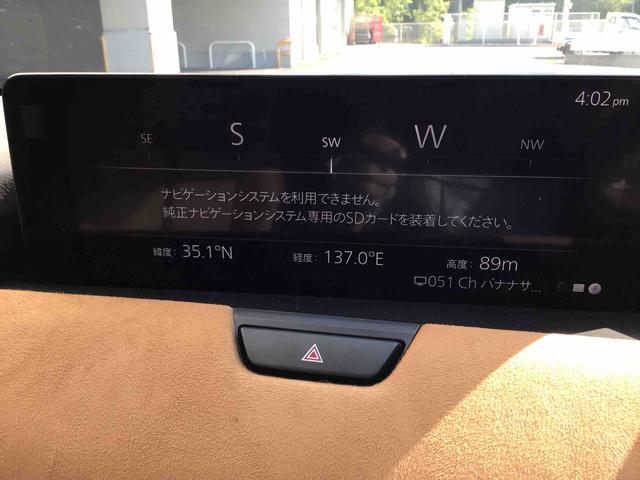 4:02 pm
SE S SW W NW
ナビゲーションシステムを利用できません。
純正ナビゲーションシステム専用のSDカードを装着してください。
緯度: 35.1°N 経度: 137.0°E 高度: 89m
051 Ch バナナサ...